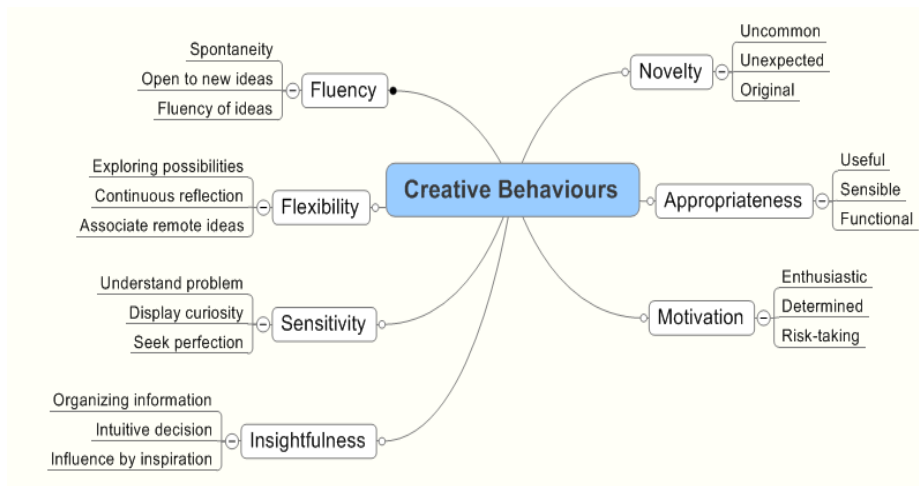 Creative Behaviours
Fluency
Spontaneity
Open to new ideas
Fluency of ideas
Flexibility
Exploring possibilities
Continuous reflection
Associate remote ideas
Sensitivity
Understand problem
Display curiosity
Seek perfection
Insightfulness
Organizing information
Intuitive decision
Influence by inspiration
Novelty
Uncommon
Unexpected
Original
Appropriateness
Useful
Sensible
Functional
Motivation
Enthusiastic
Determined
Risk-taking